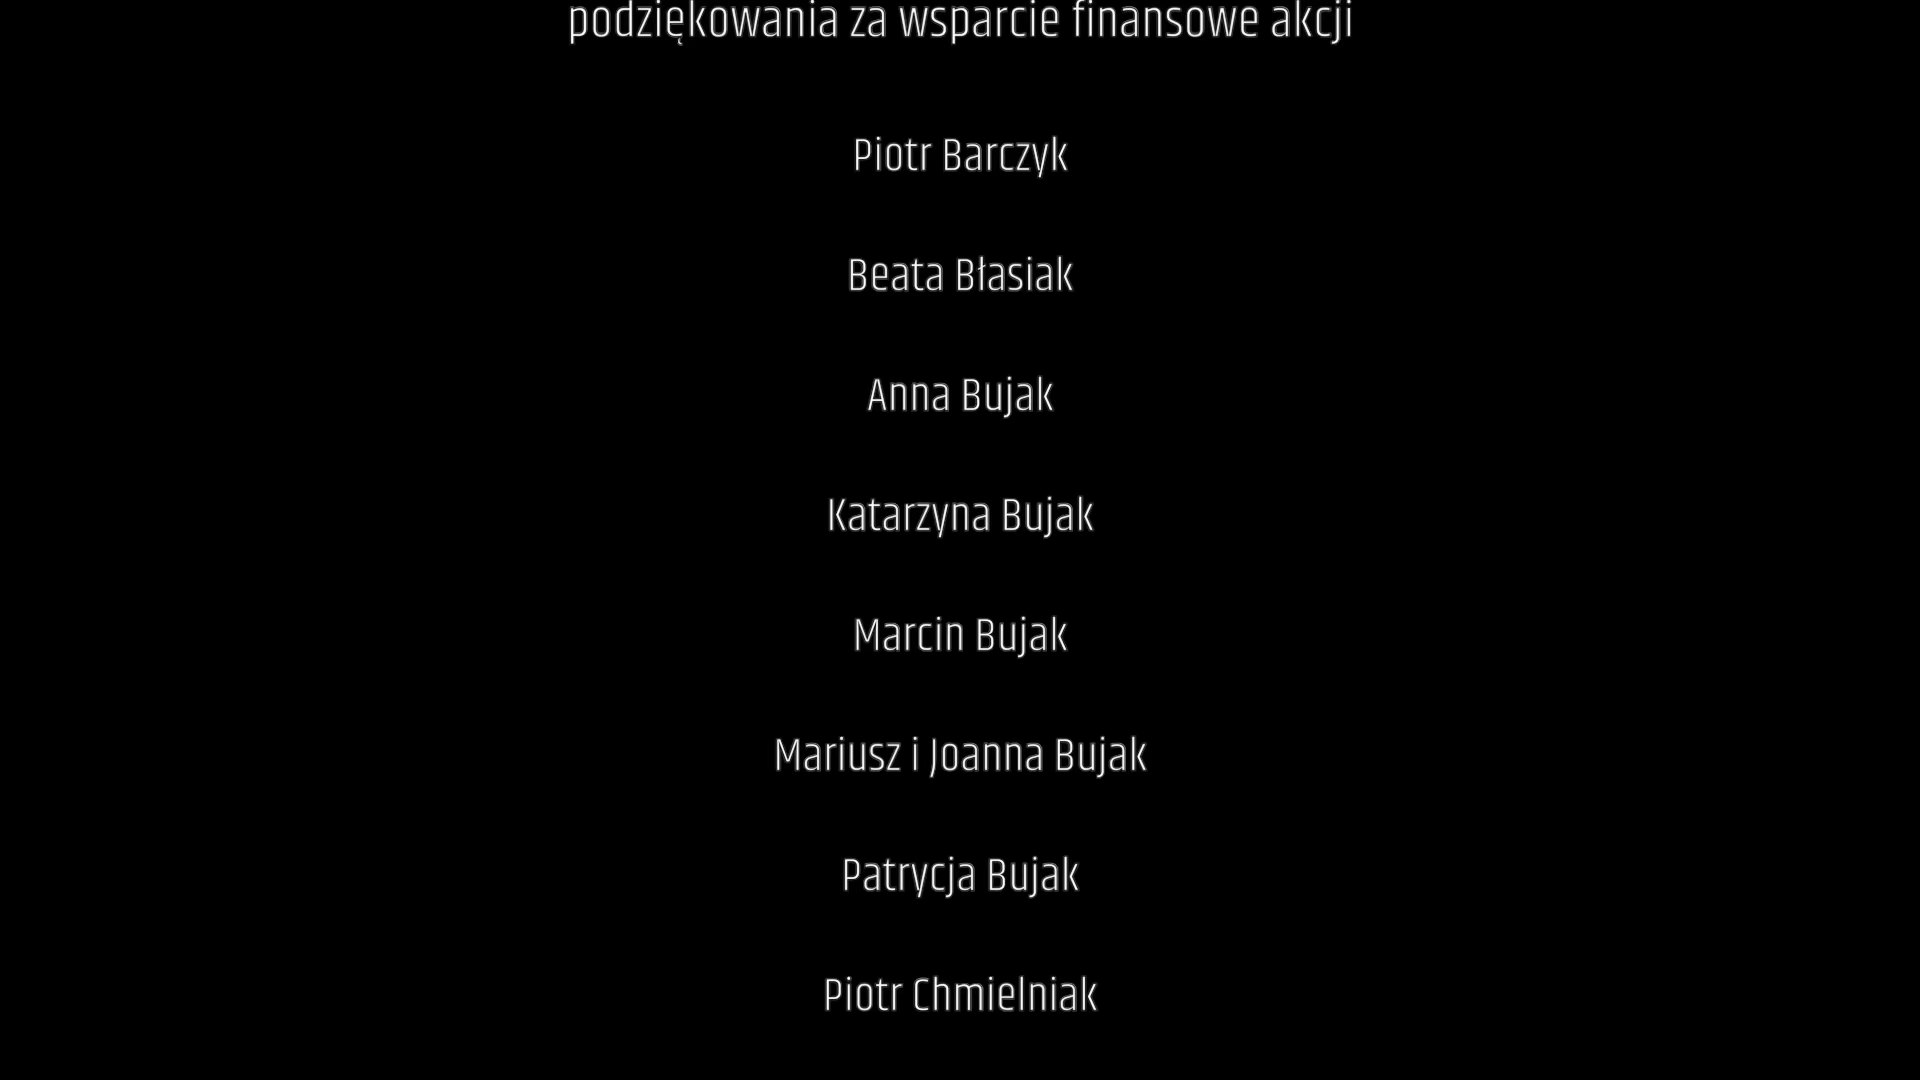 podziękowania za wsparcie finansowe akcji
Piotr Barczyk
Beata Błasiak
Anna Bujak
Katarzyna Bujak
Marcin Bujak
Mariusz i Joanna Bujak
Patrycja Bujak
Piotr Chmielniak